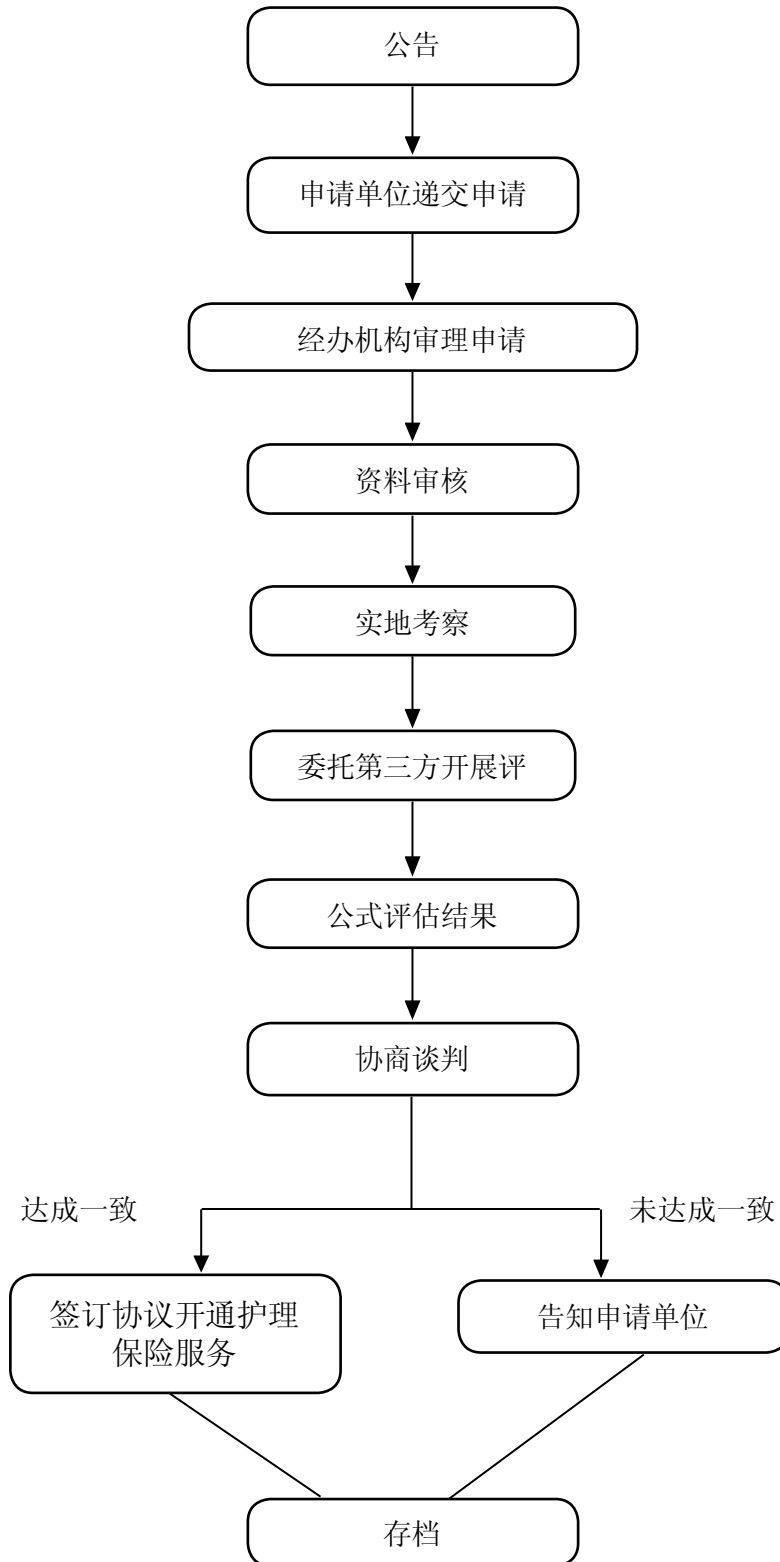 公告
申请单位递交申请
经办机构审理申请
资料审核
实地考察
委托第三方开展评
公式评估结果
协商谈判
达成一致
未达成一致
签订协议开通护理
保险服务
告知申请单位
存档